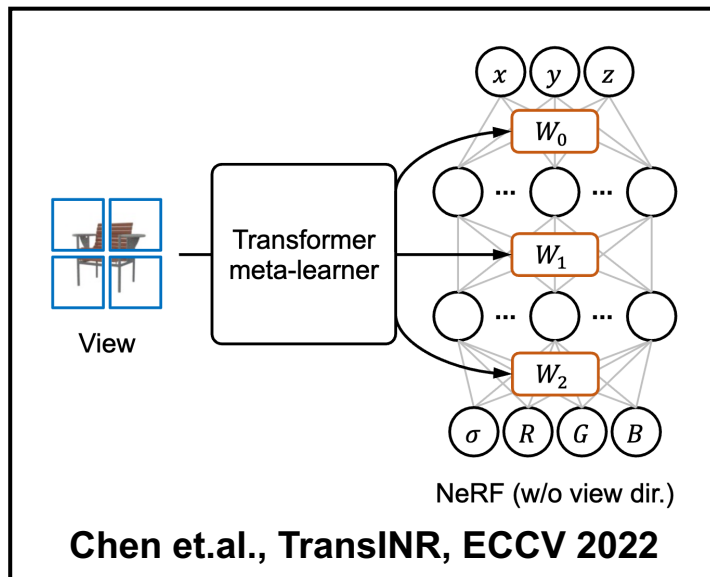 x y z
W₀
... ...
Transformer
meta-learner
W₁
View
... ...
W₂
σ R G B
NeRF (w/o view dir.)
Chen et.al., TransINR, ECCV 2022